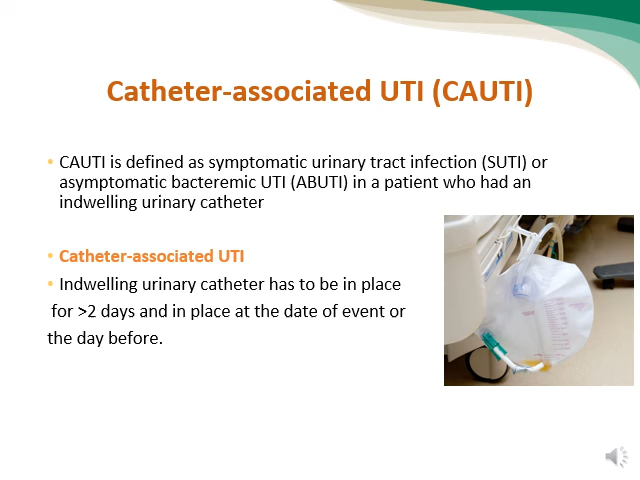 Catheter-associated UTI (CAUTI)
• CAUTI is defined as symptomatic urinary tract infection (SUTI) or
asymptomatic bacteremic UTI (ABUTI) in a patient who had an
indwelling urinary catheter
• Catheter-associated UTI
• Indwelling urinary catheter has to be in place
for >2 days and in place at the date of event or
the day before.